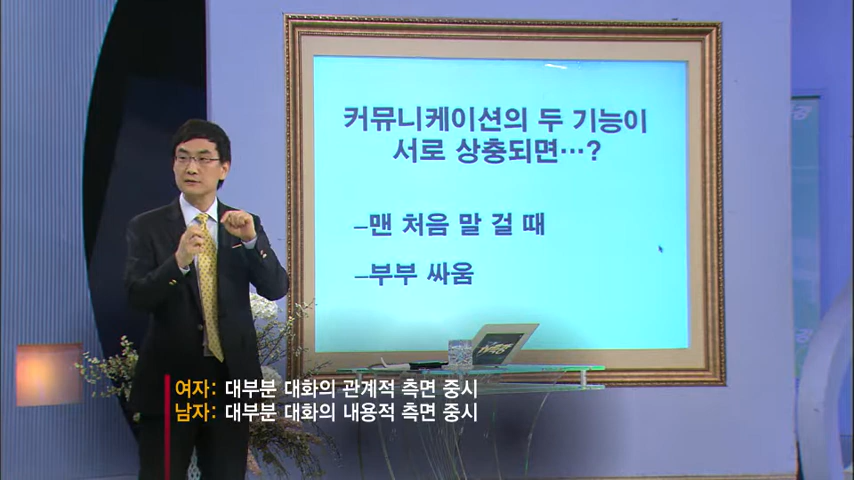 커뮤니케이션의 두 기능이
서로 상충되면…?
–맨 처음 말 걸 때
–부부 싸움
여자: 대부분 대화의 관계적 측면 중시
남자: 대부분 대화의 내용적 측면 중시